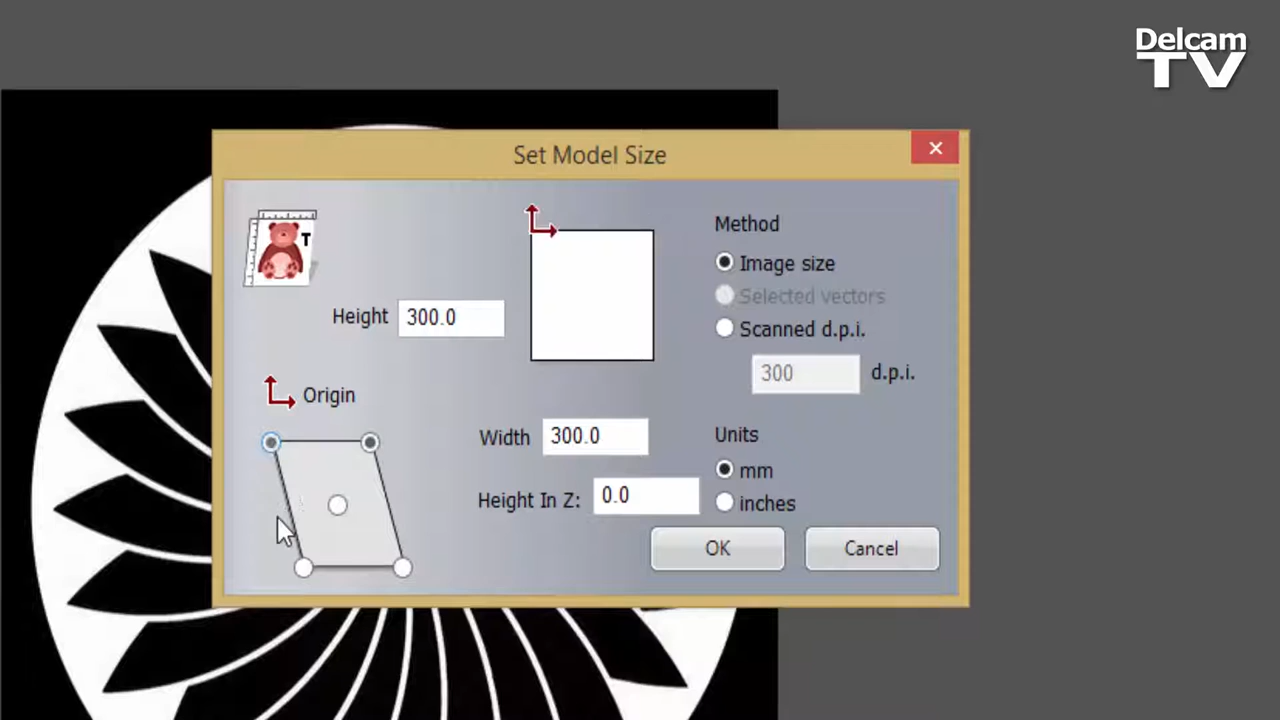 Delcam
TV
Set Model Size
T
Method
Image size
Selected vectors
Height 300.0
Scanned d.p.i.
300 d.p.i.
Origin
Width 300.0
Units
mm
Height In Z: 0.0
inches
OK Cancel